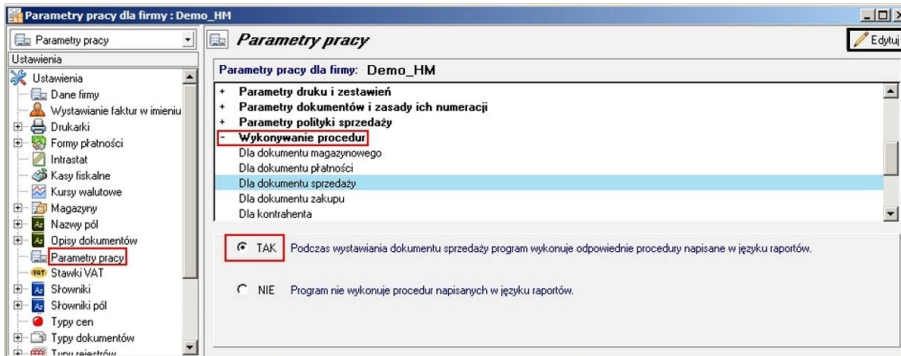 Parametry pracy dla firmy : Demo_HM
Parametry pracy
Ustawienia
Ustawienia
Dane firmy
Wystawianie faktur w imieniu
Drukarki
Formy płatności
Intrastat
Kasy fiskalne
Kursy walutowe
Magazyny
Nazwy pól
Opisy dokumentów
Parametry pracy
Stawki VAT
Słowniki
Słowniki pól
Typy cen
Typy dokumentów
Typy rejestrów
Parametry pracy
Edytuj
Parametry pracy dla firmy: Demo_HM
+ Parametry druku i zestawień
+ Parametry dokumentów i zasady ich numeracji
+ Parametry polityki sprzedaży
- Wykonywanie procedur
Dla dokumentu magazynowego
Dla dokumentu płatności
Dla dokumentu sprzedaży
Dla dokumentu zakupu
Dla kontrahenta
TAK Podczas wystawiania dokumentu sprzedaży program wykonuje odpowiednie procedury napisane w języku raportów.
NIE Program nie wykonuje procedur napisanych w języku raportów.